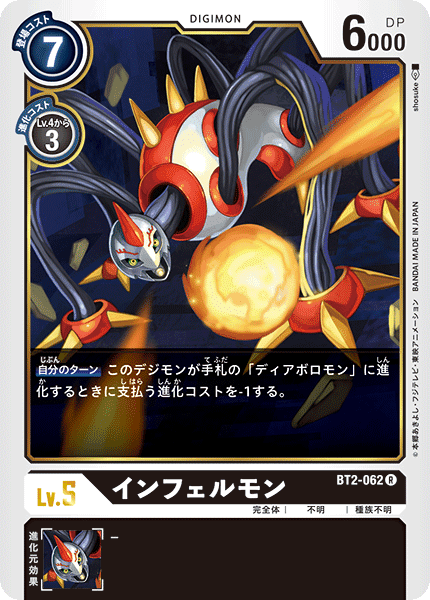 登場コスト
7
DIGIMON
6000
DP
進化コスト
Lv.4から
3
shosuke
© 本郷あきよし・フジテレビ・東映アニメーション BANDAI MADE IN JAPAN
自分のターン このデジモンが手札の「ディアボロモン」に進
化するときに支払う進化コストを-1する。
BT2-062 R
Lv.5 インフェルモン
完全体 | 不明 | 種族不明
進化元効果
-